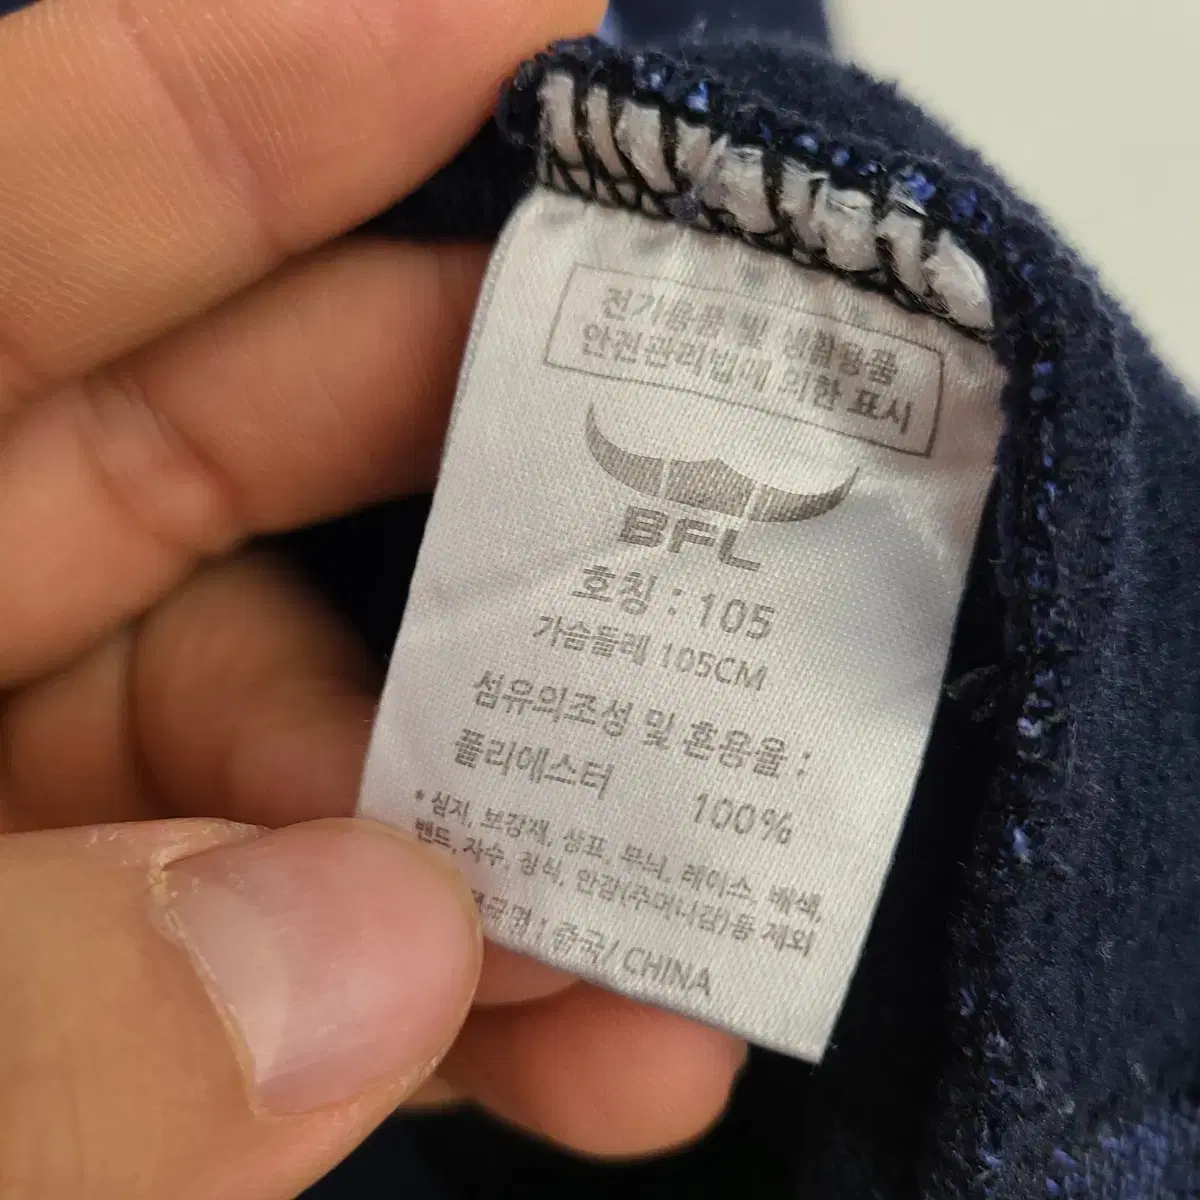 전기용품 및 생활용품
안전관리법에 의한 표시
BFL
호칭 : 105
가슴둘레 105CM
섬유의조성 및 혼용율 :
폴리에스터 100%
* 심지, 보강재, 상표, 무늬, 레이스, 배색,
밴드, 자수, 장식, 안감(주머니감)등 제외
: 중국/ CHINA